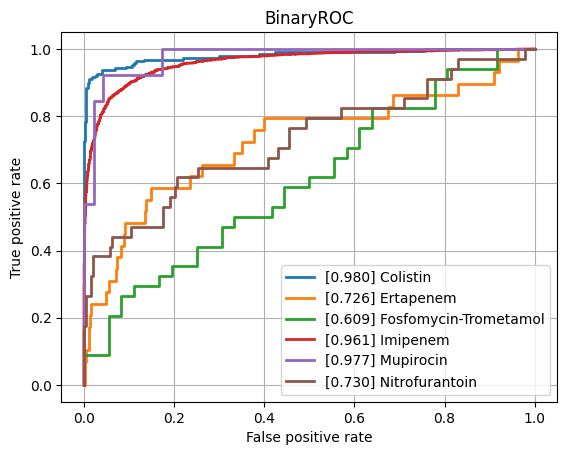 BinaryROC
True positive rate
1.0
0.8
0.6
0.4
0.2
0.0
[0.980] Colistin
[0.726] Ertapenem
[0.609] Fosfomycin-Trometamol
[0.961] Imipenem
[0.977] Mupirocin
[0.730] Nitrofurantoin
0.0 0.2 0.4 0.6 0.8 1.0
False positive rate